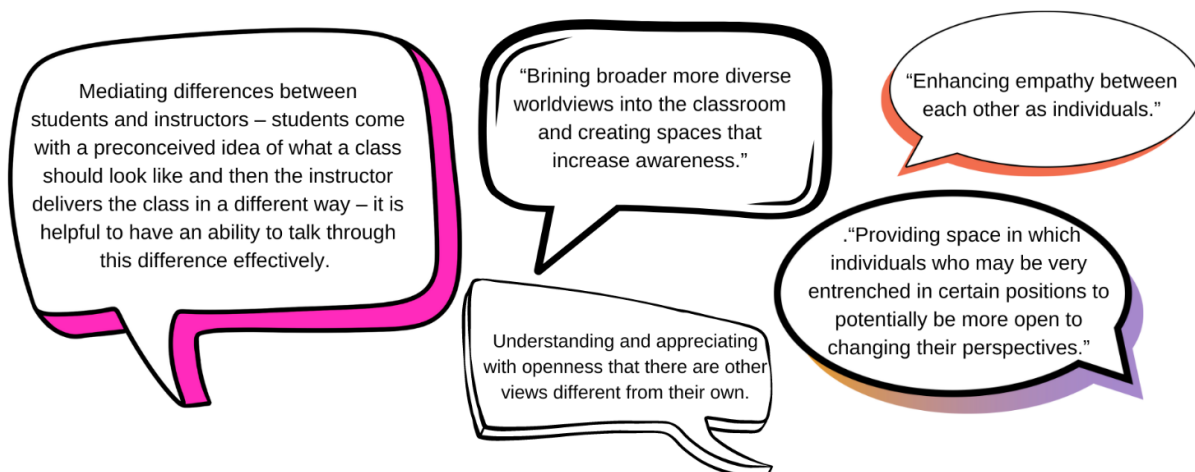 Mediating differences between
students and instructors – students come
with a preconceived idea of what a class
should look like and then the instructor
delivers the class in a different way – it is
helpful to have an ability to talk through
this difference effectively.
“Brining broader more diverse
worldviews into the classroom
and creating spaces that
increase awareness.”
“Enhancing empathy between
each other as individuals.”
Understanding and appreciating
with openness that there are other
views different from their own.
.“Providing space in which
individuals who may be very
entrenched in certain positions to
potentially be more open to
changing their perspectives.”